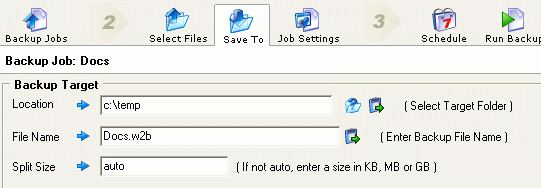 2 3
Backup Jobs Select Files Save To Job Settings Schedule Run Backup
Backup Job: Docs
Backup Target
Location c:\temp ( Select Target Folder )
File Name Docs.w2b ( Enter Backup File Name )
Split Size auto ( If not auto, enter a size in KB, MB or GB )